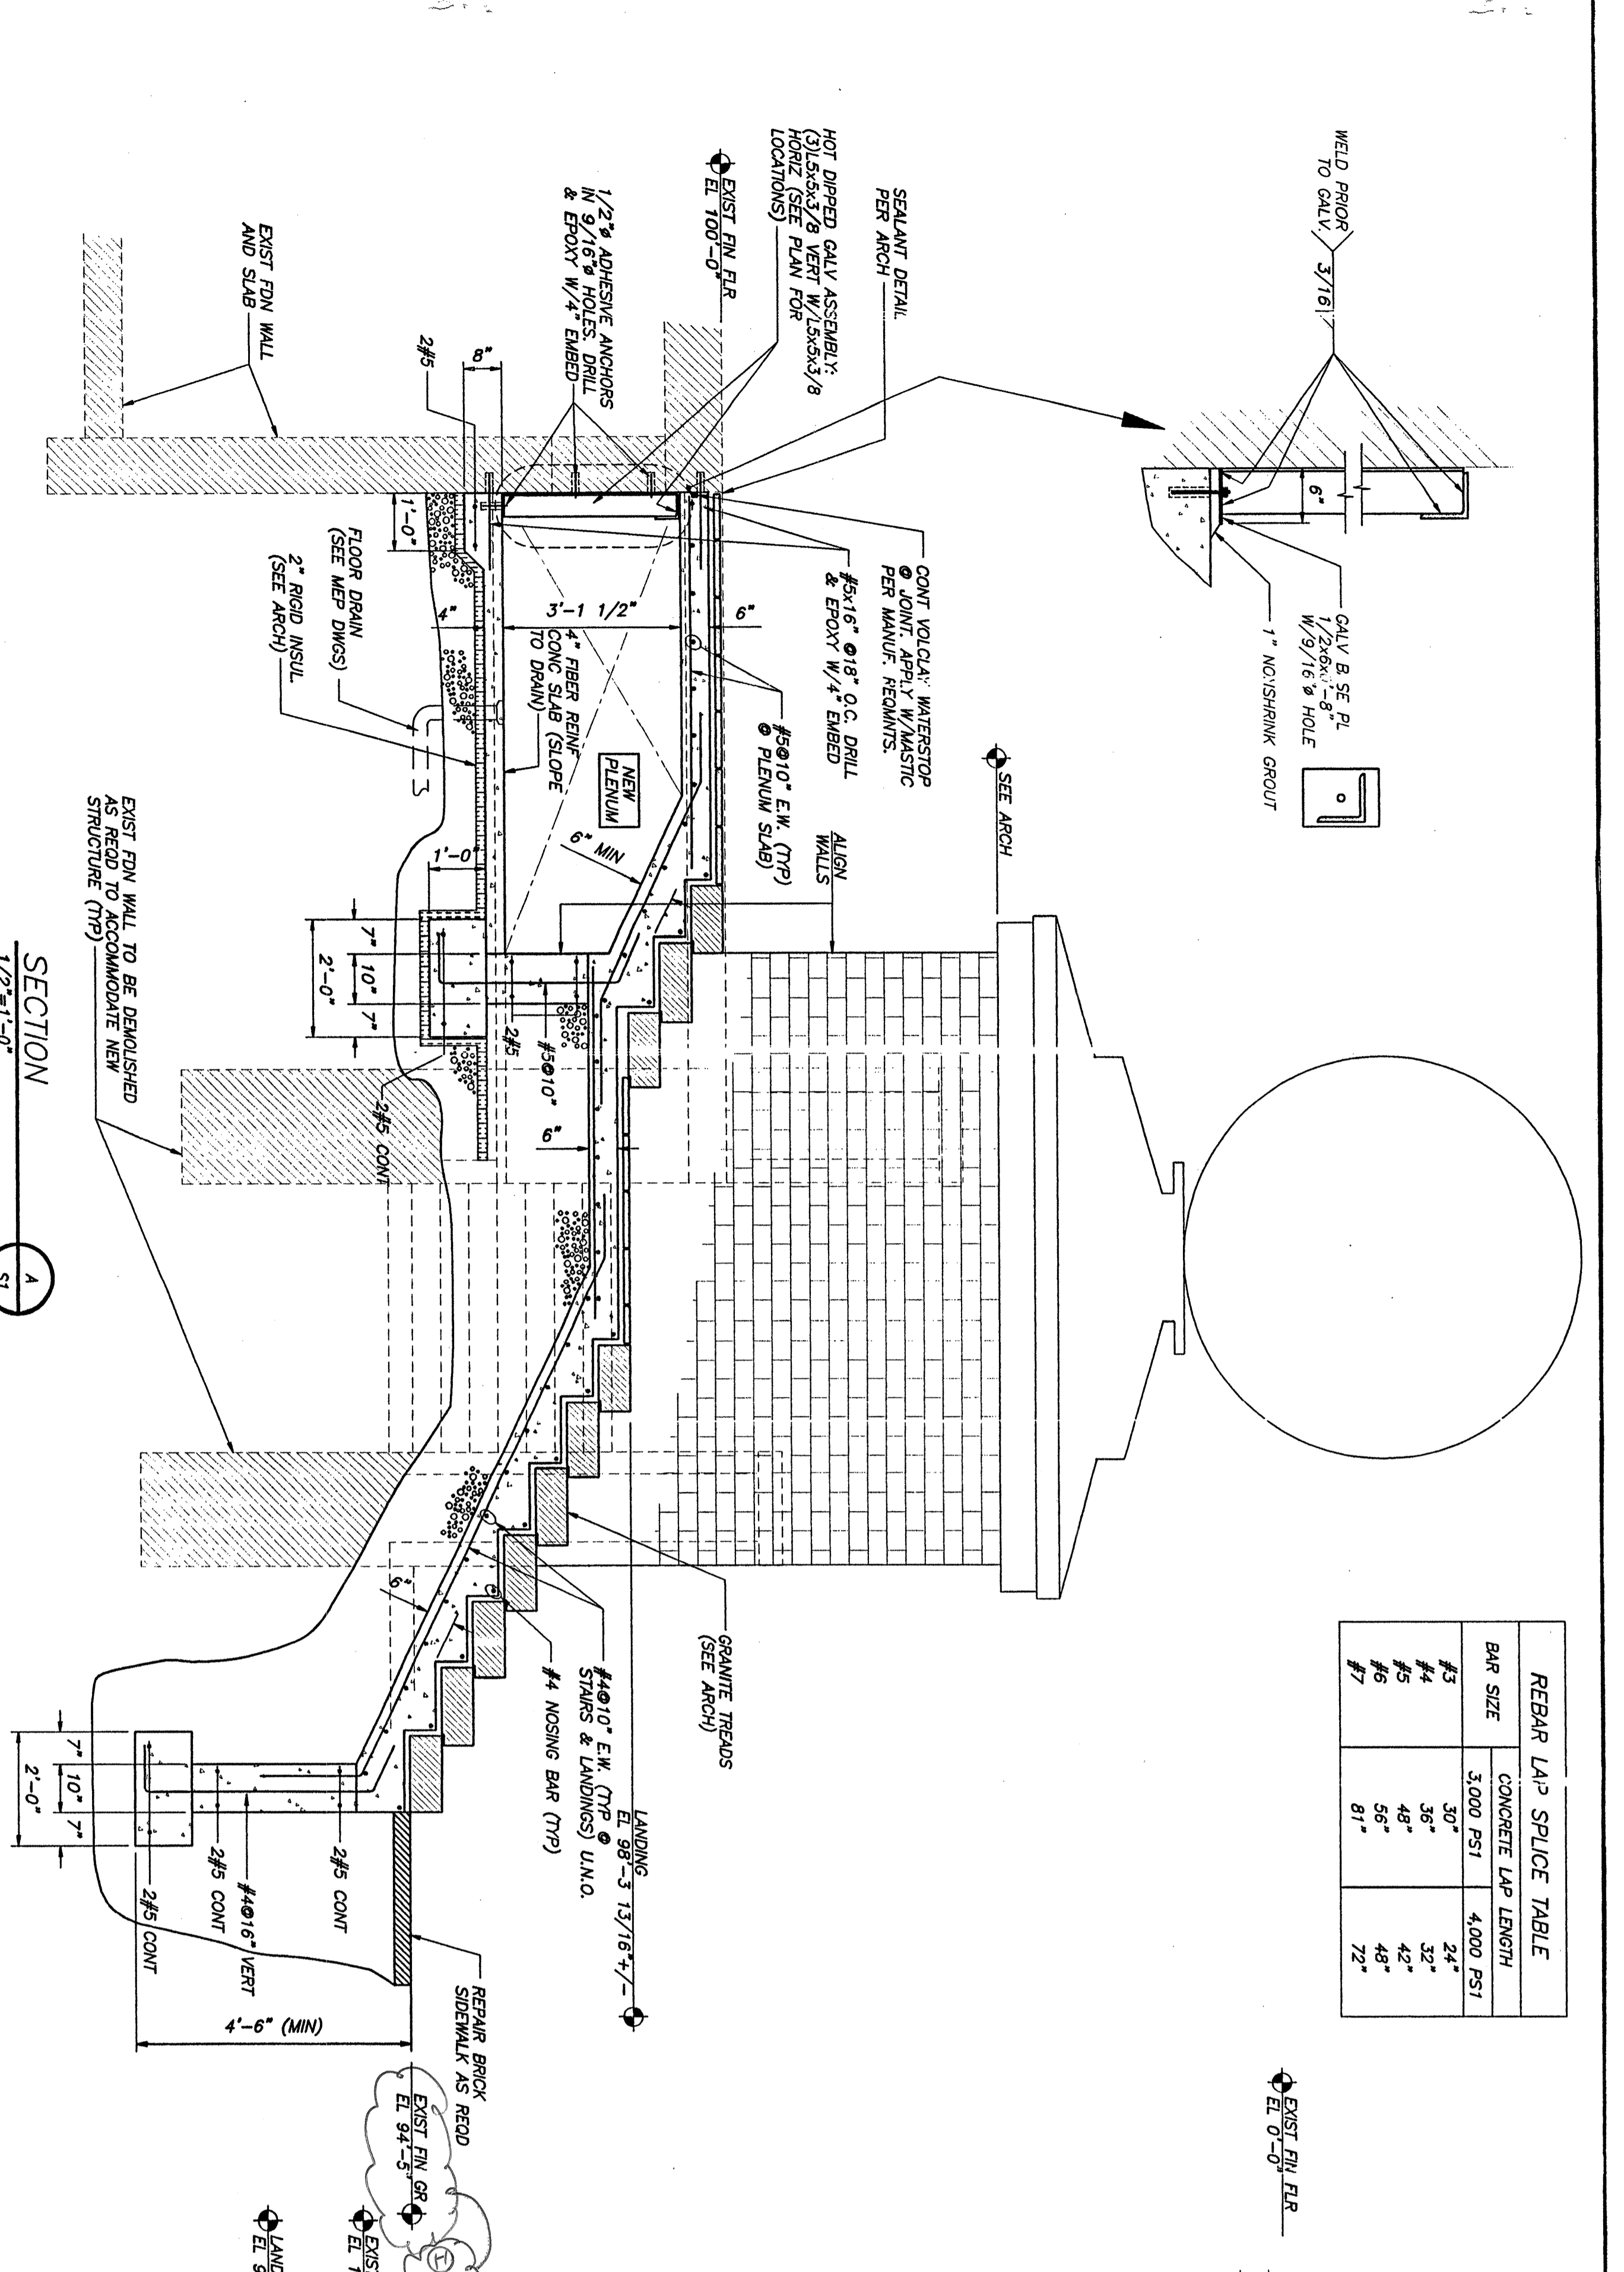 WELD PRIOR
TO GALV.
3/16
6"
1" NONSHRINK GROUT
W/9/16"ø HOLE
SEALANT DETAIL
PER ARCH
HOT DIPPED GALV ASSEMBLY:
(3)L5x5x3/8 VERT W/L5x5x3/8
HORIZ (SEE PLAN FOR
LOCATIONS)
EXIST FIN FLR
EL 100'-0"
1/2"ø ADHESIVE ANCHORS
IN 9/16"ø HOLES. DRILL
& EPOXY W/4" EMBED
EXIST FDN WALL
AND SLAB
2#5
8"
1'-0"
CONT VOLCLAY WATERSTOP
@ JOINT. APPLY W/MASTIC
PER MANUF. REQMNTS.
#5x16" @18" O.C. DRILL
& EPOXY W/4" EMBED
#5@10" E.W. (TYP)
@ PLENUM SLAB)
6"
3'-1 1/2"
4"
4" FIBER REINF
CONC SLAB (SLOPE
TO DRAIN)
NEW
PLENUM
6" MIN
FLOOR DRAIN
(SEE MEP DWGS)
2" RIGID INSUL.
(SEE ARCH)
SEE ARCH
ALIGN
WALLS
1'-0"
7"
10"
7"
2'-0"
2#5
#5@10"
2#5 CONT
6"
EXIST FDN WALL TO BE DEMOLISHED
AS REQD TO ACCOMMODATE NEW
STRUCTURE (TYP)
SECTION
1/2"=1'-0"
A
S1
GRANITE TREADS
(SEE ARCH)
LANDING
EL 98'-3 13/16"+/-
#4@10" E.W. (TYP @
STAIRS & LANDINGS) U.N.O.
#4 NOSING BAR (TYP)
6"
2#5 CONT
#4@16" VERT
2#5 CONT
2#5 CONT
7"
10"
7"
2'-0"
4'-6" (MIN)
REPAIR BRICK
SIDEWALK AS REQD
EXIST FIN GR
EL 94'-5"
REBAR LAP SPLICE TABLE
BAR SIZE
CONCRETE LAP LENGTH
3,000 PS1
4,000 PS1
#3 30" 24"
#4 36" 32"
#5 48" 42"
#6 56" 48"
#7 81" 72"
EXIST FIN FLR
EL 0'-0"